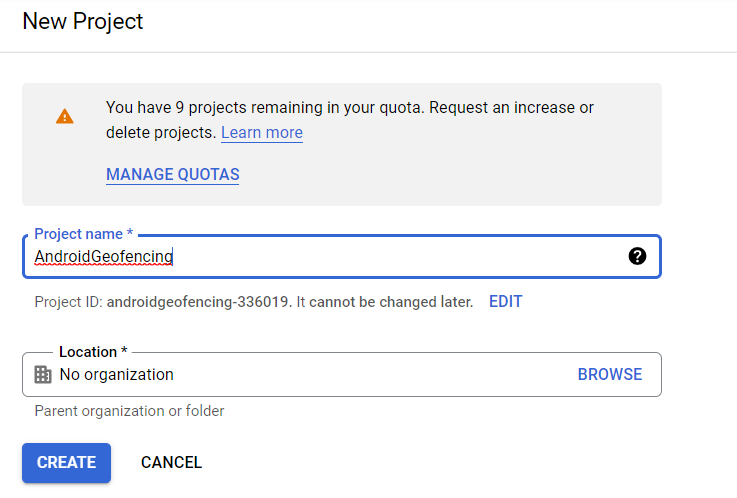 New Project
You have 9 projects remaining in your quota. Request an increase or
delete projects. Learn more
MANAGE QUOTAS
Project name *
AndroidGeofencing
Project ID: androidgeofencing-336019. It cannot be changed later. EDIT
Location *
No organization BROWSE
Parent organization or folder
CREATE CANCEL